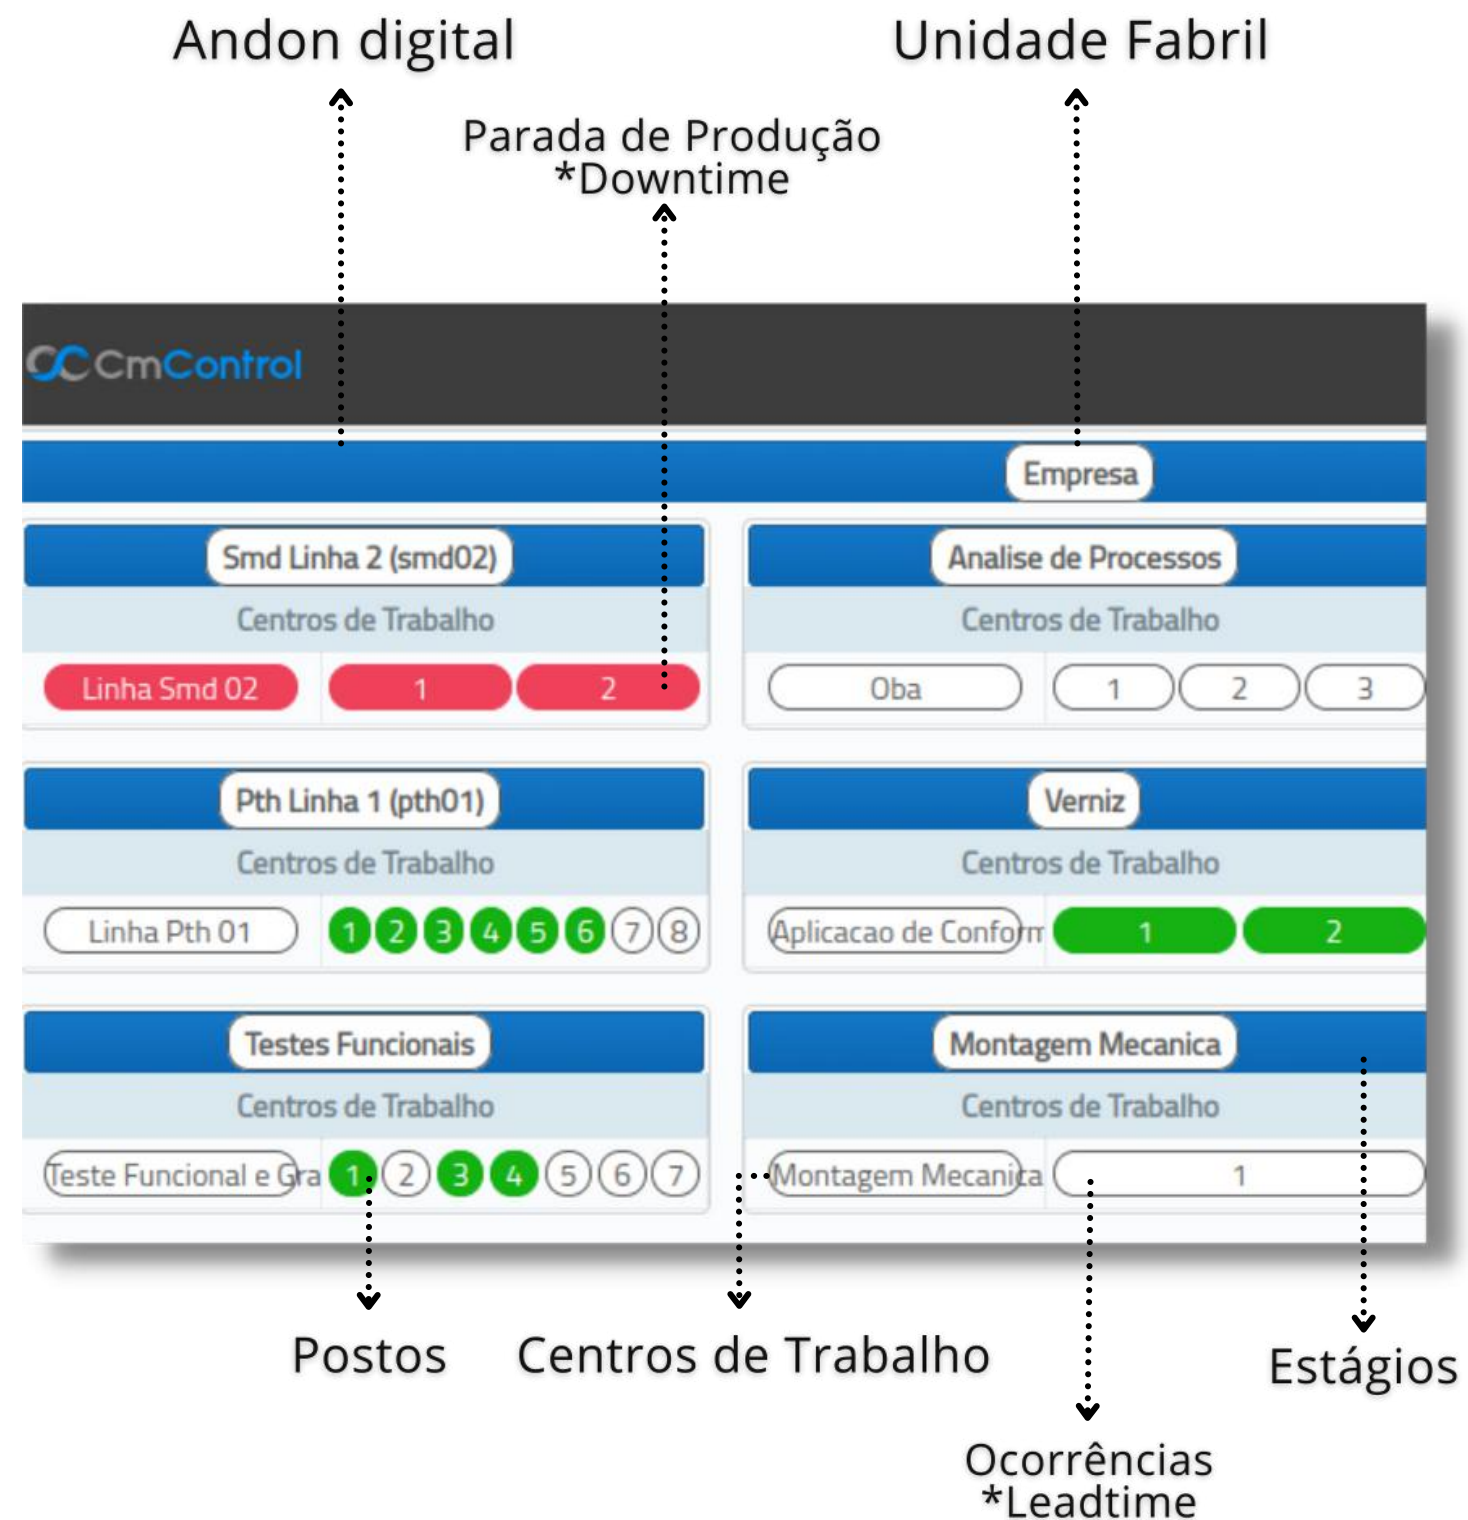 Andon digital
Unidade Fabril
Parada de Produção
*Downtime
CmControl
Empresa
Smd Linha 2 (smd02)
Centros de Trabalho
Linha Smd 02 1 2
Analise de Processos
Centros de Trabalho
Oba 1 2 3
Pth Linha 1 (pth01)
Centros de Trabalho
Linha Pth 01 1 2 3 4 5 6 7 8
Verniz
Centros de Trabalho
Aplicacao de Conform 1 2
Testes Funcionais
Centros de Trabalho
Teste Funcional e Gra 1 2 3 4 5 6 7
Montagem Mecanica
Centros de Trabalho
Montagem Mecanica 1
Postos
Centros de Trabalho
Estágios
Ocorrências
*Leadtime